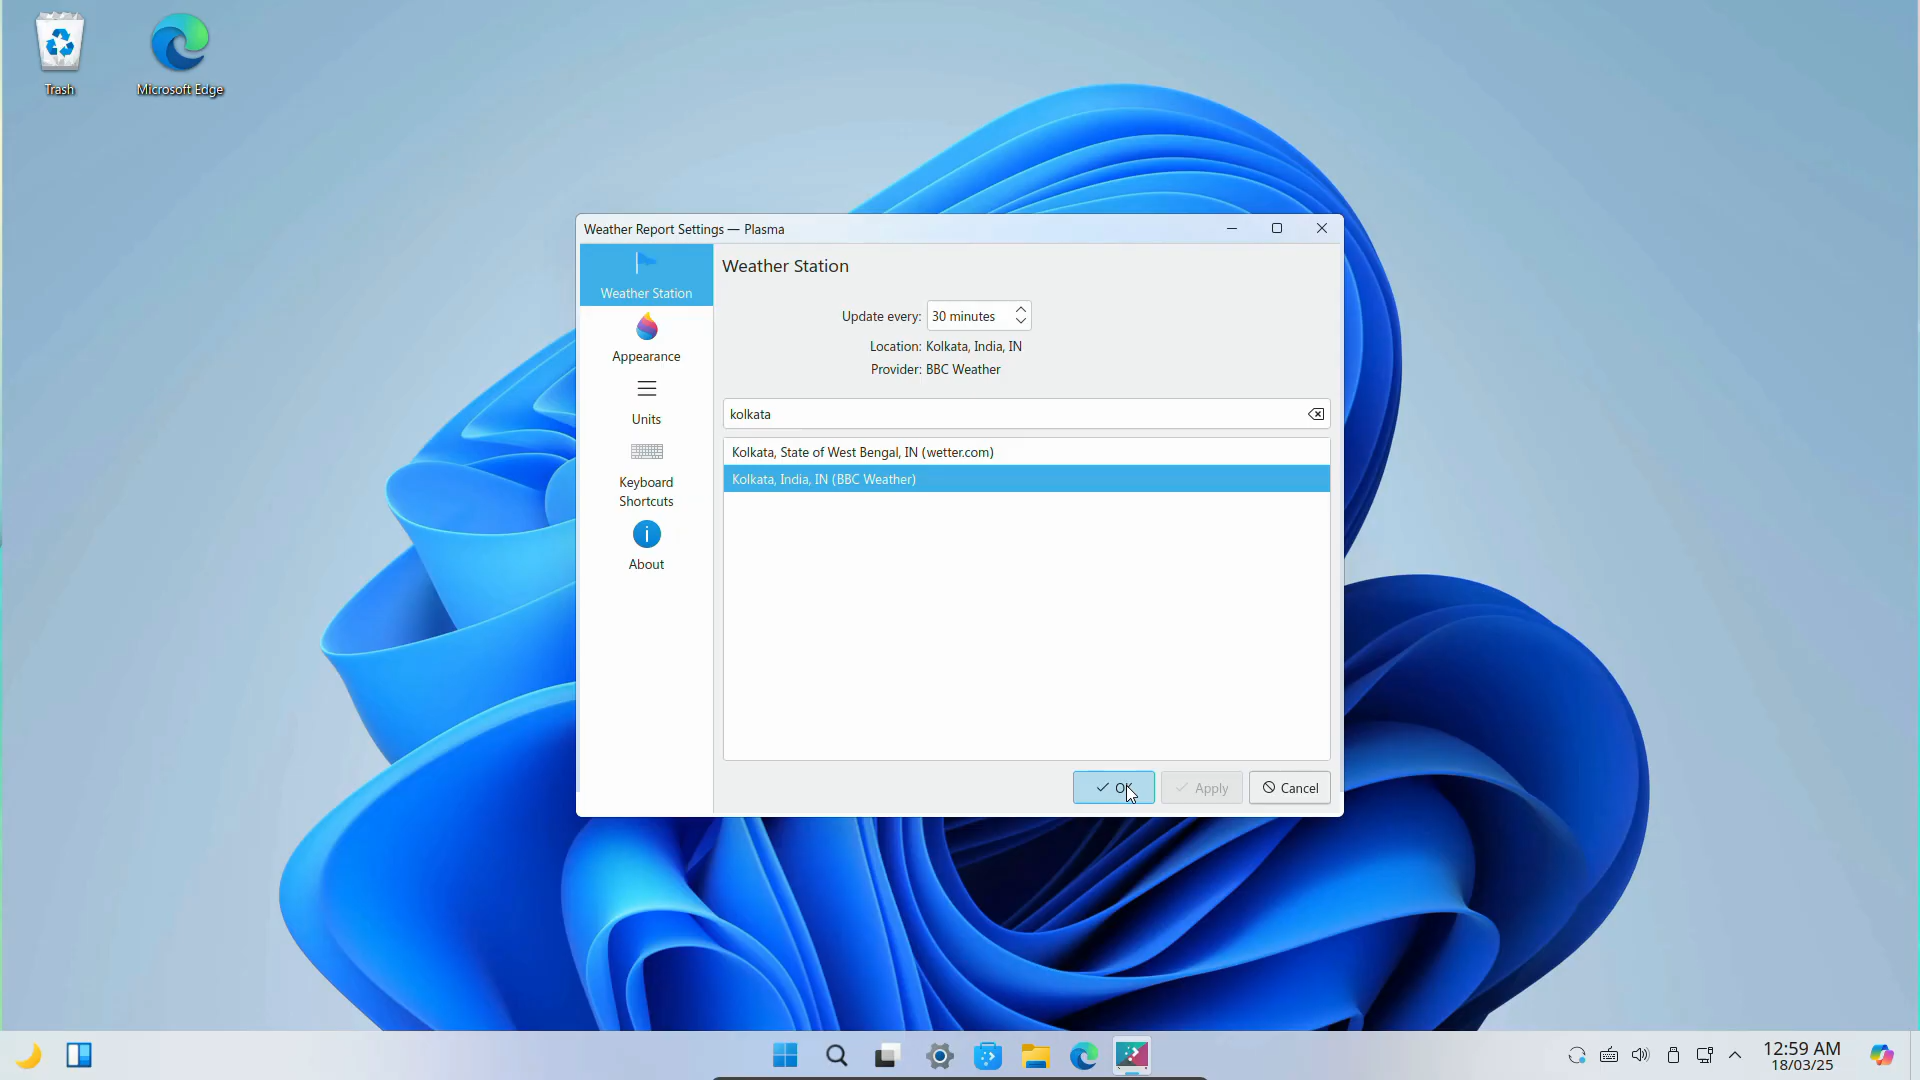 Trash
Microsoft Edge
Weather Report Settings — Plasma
Weather Station
Appearance
Units
Keyboard
Shortcuts
About
Weather Station
Update every: 30 minutes
Location: Kolkata, India, IN
Provider: BBC Weather
kolkata
Kolkata, State of West Bengal, IN (wetter.com)
Kolkata, India, IN (BBC Weather)
OK
Apply
Cancel
12:59 AM
18/03/25